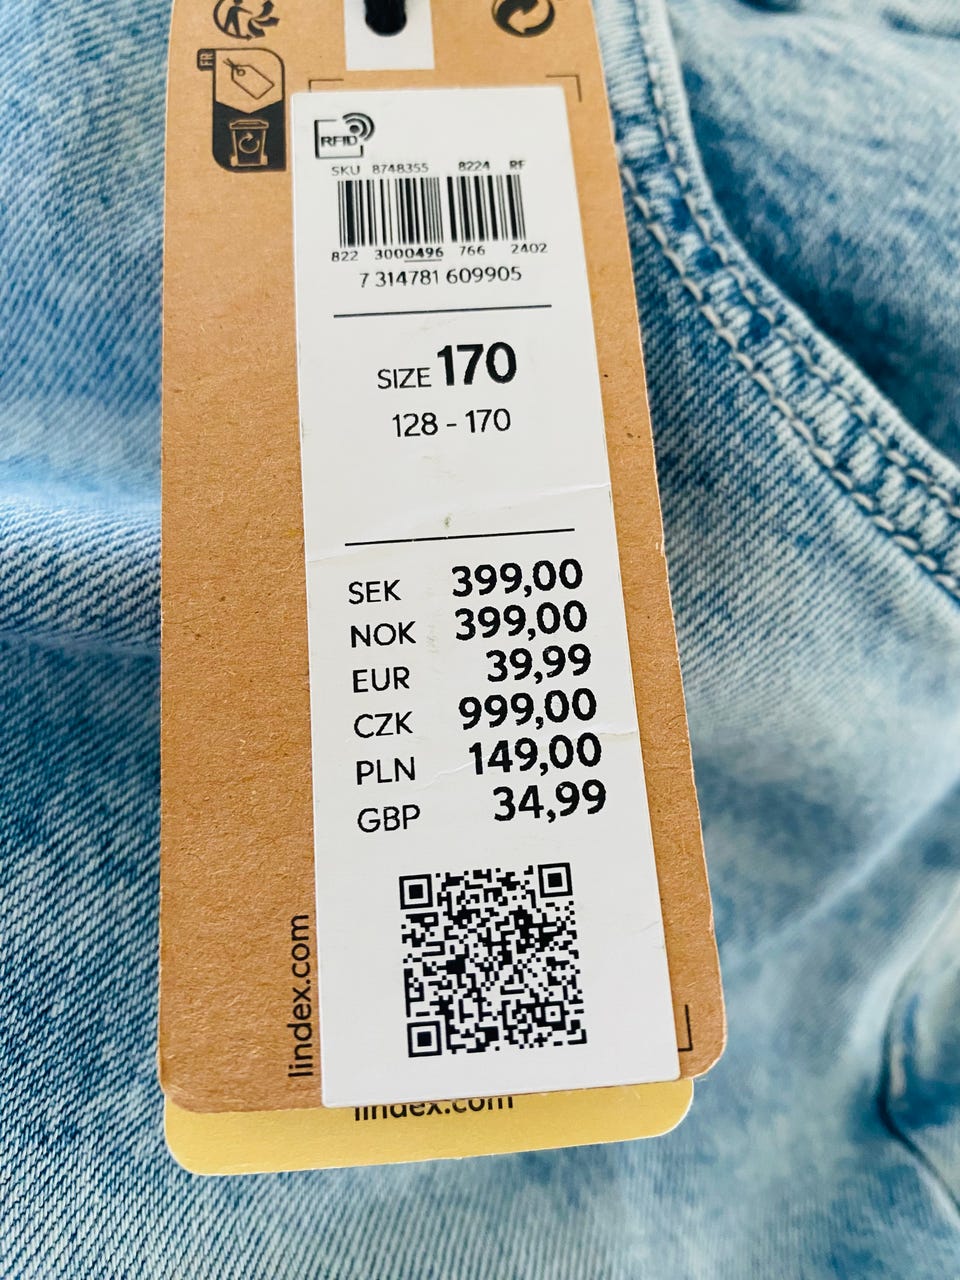 FR
RFID
SKU 8748355 8224 RF
822 3000496 766 2402
7 314781 609905
SIZE 170
128 - 170
SEK 399,00
NOK 399,00
EUR 39,99
CZK 999,00
PLN 149,00
GBP 34,99
lindex.com
lindex.com